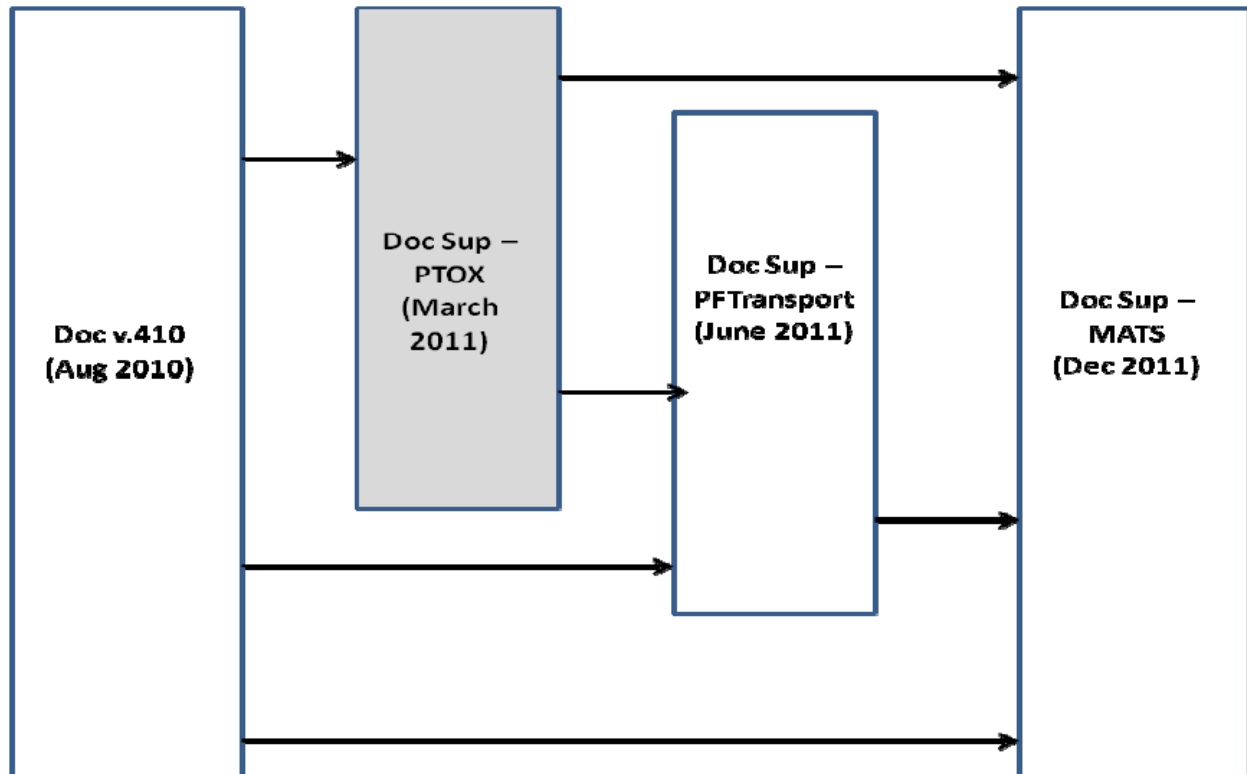 Doc v.410
(Aug 2010)
Doc Sup –
PTOX
(March
2011)
Doc Sup –
PFTransport
(June 2011)
Doc Sup –
MATS
(Dec 2011)